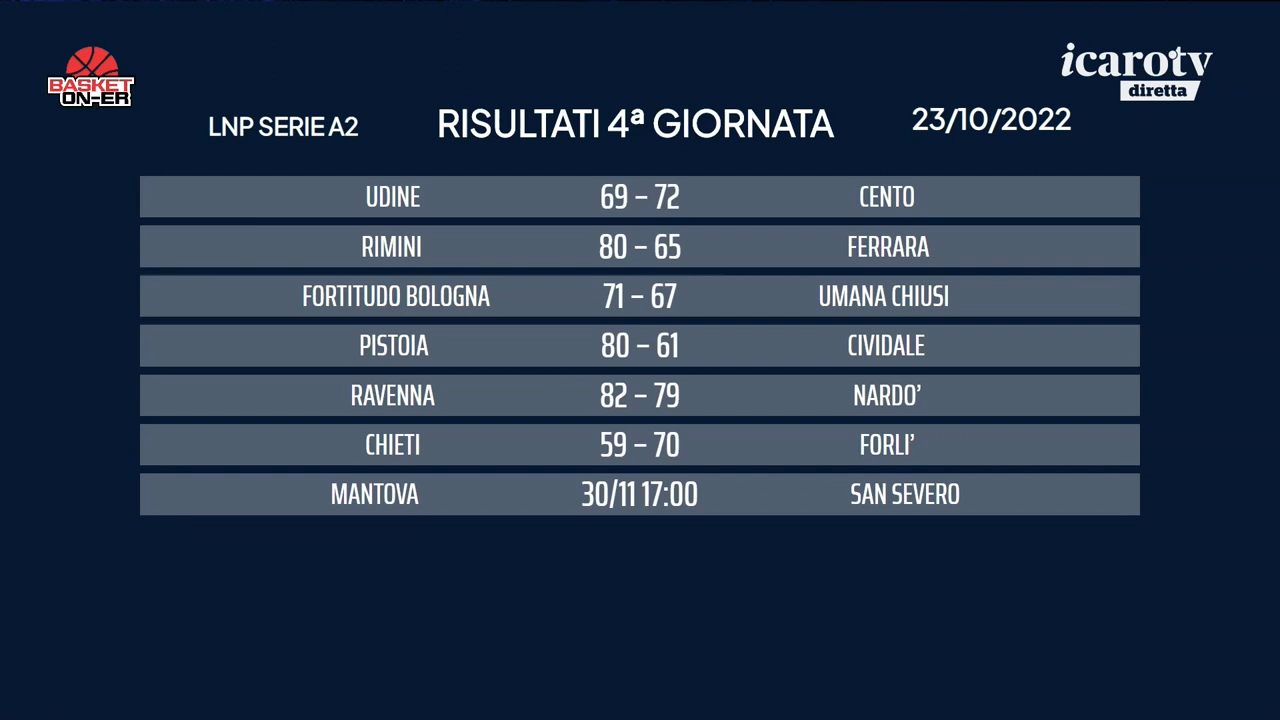 BASKET
ON-ER
icarotv
diretta
LNP SERIE A2 RISULTATI 4ª GIORNATA 23/10/2022
UDINE 69 – 72 CENTO
RIMINI 80 – 65 FERRARA
FORTITUDO BOLOGNA 71 – 67 UMANA CHIUSI
PISTOIA 80 – 61 CIVIDALE
RAVENNA 82 – 79 NARDO’
CHIETI 59 – 70 FORLI’
MANTOVA 30/11 17:00 SAN SEVERO